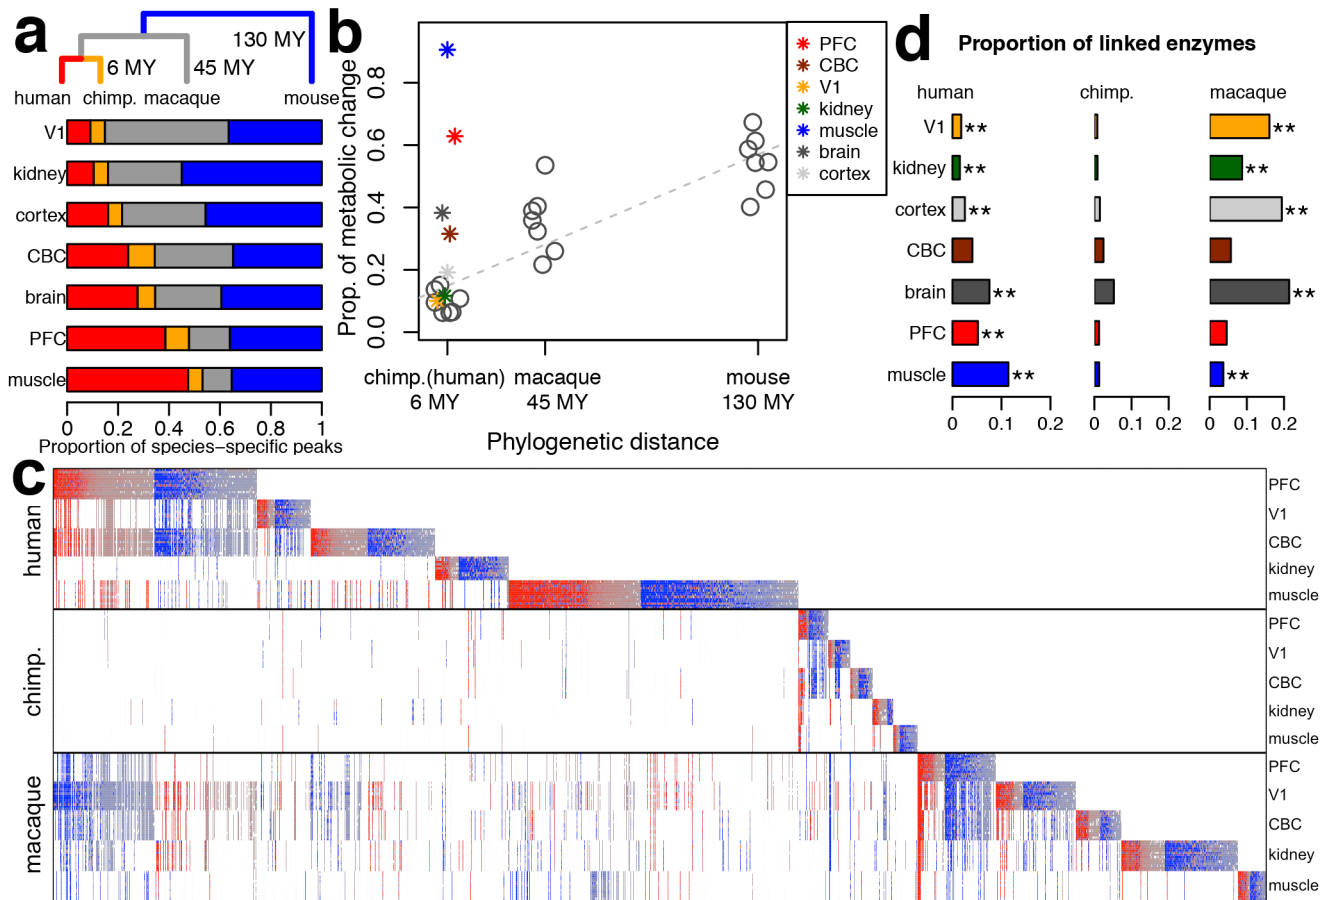 a
130 MY
6 MY
45 MY
human
chimp.
macaque
mouse
V1
kidney
cortex
CBC
brain
PFC
muscle
0 0.2 0.4 0.6 0.8 1
Proportion of species−specific peaks
b
Prop. of metabolic change
0.0 0.2 0.4 0.6 0.8
PFC
CBC
V1
kidney
muscle
brain
cortex
chimp.(human) macaque mouse
6 MY 45 MY 130 MY
Phylogenetic distance
d
Proportion of linked enzymes
human chimp. macaque
V1 ** **
kidney ** **
cortex ** **
CBC
brain ** **
PFC **
muscle ** **
0 0.1 0.2 0 0.1 0.2 0 0.1 0.2
c
human
PFC
V1
CBC
kidney
muscle
chimp.
PFC
V1
CBC
kidney
muscle
macaque
PFC
V1
CBC
kidney
muscle